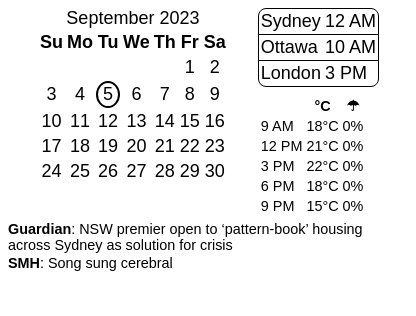 September 2023
Su Mo Tu We Th Fr Sa
1 2
3 4 5 6 7 8 9
10 11 12 13 14 15 16
17 18 19 20 21 22 23
24 25 26 27 28 29 30
Sydney 12 AM
Ottawa 10 AM
London 3 PM
°C ☂
9 AM 18°C 0%
12 PM 21°C 0%
3 PM 22°C 0%
6 PM 18°C 0%
9 PM 15°C 0%
Guardian: NSW premier open to ‘pattern-book’ housing
across Sydney as solution for crisis
SMH: Song sung cerebral